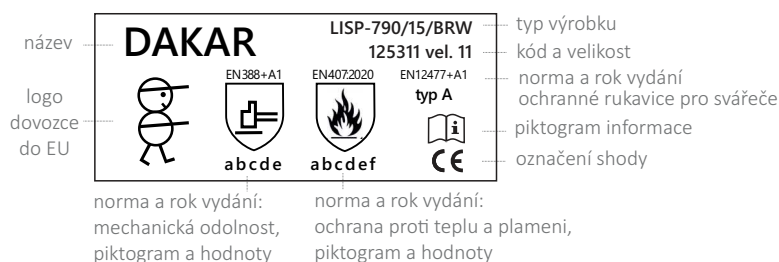 název
logo
dovozce
do EU
DAKAR
LISP-790/15/BRW
125311 vel. 11
EN388+A1
abcde
EN407:2020
abcdef
EN12477+A1
typ A
i
CE
typ výrobku
kód a velikost
norma a rok vydání
ochranné rukavice pro svářeče
piktogram informace
označení shody
norma a rok vydání:
mechanická odolnost,
piktogram a hodnoty
norma a rok vydání:
ochrana proti teplu a plameni,
piktogram a hodnoty